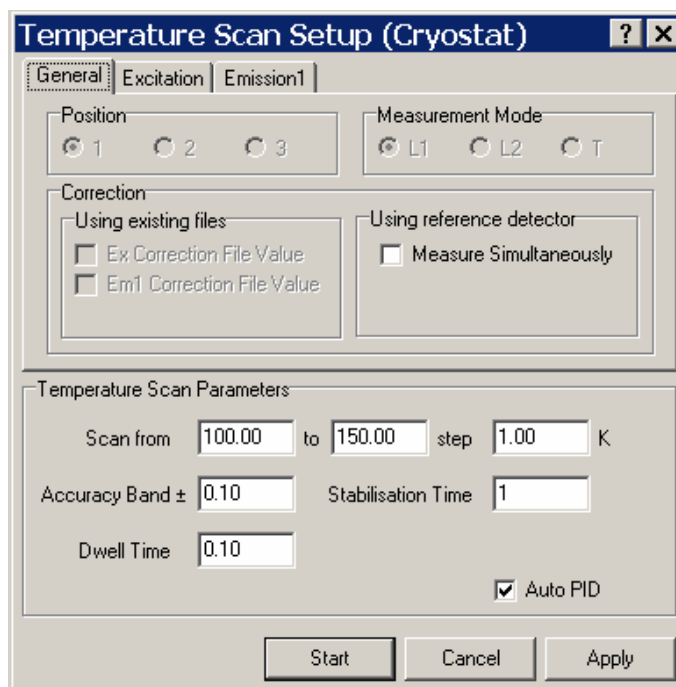 Temperature Scan Setup (Cryostat) ? ×
General Excitation Emission1
Position Measurement Mode
1 2 3 L1 L2 T
Correction
Using existing files Using reference detector
Ex Correction File Value Measure Simultaneously
Em1 Correction File Value
Temperature Scan Parameters
Scan from 100.00 to 150.00 step 1.00 K
Accuracy Band ± 0.10 Stabilisation Time 1
Dwell Time 0.10
Auto PID
Start Cancel Apply